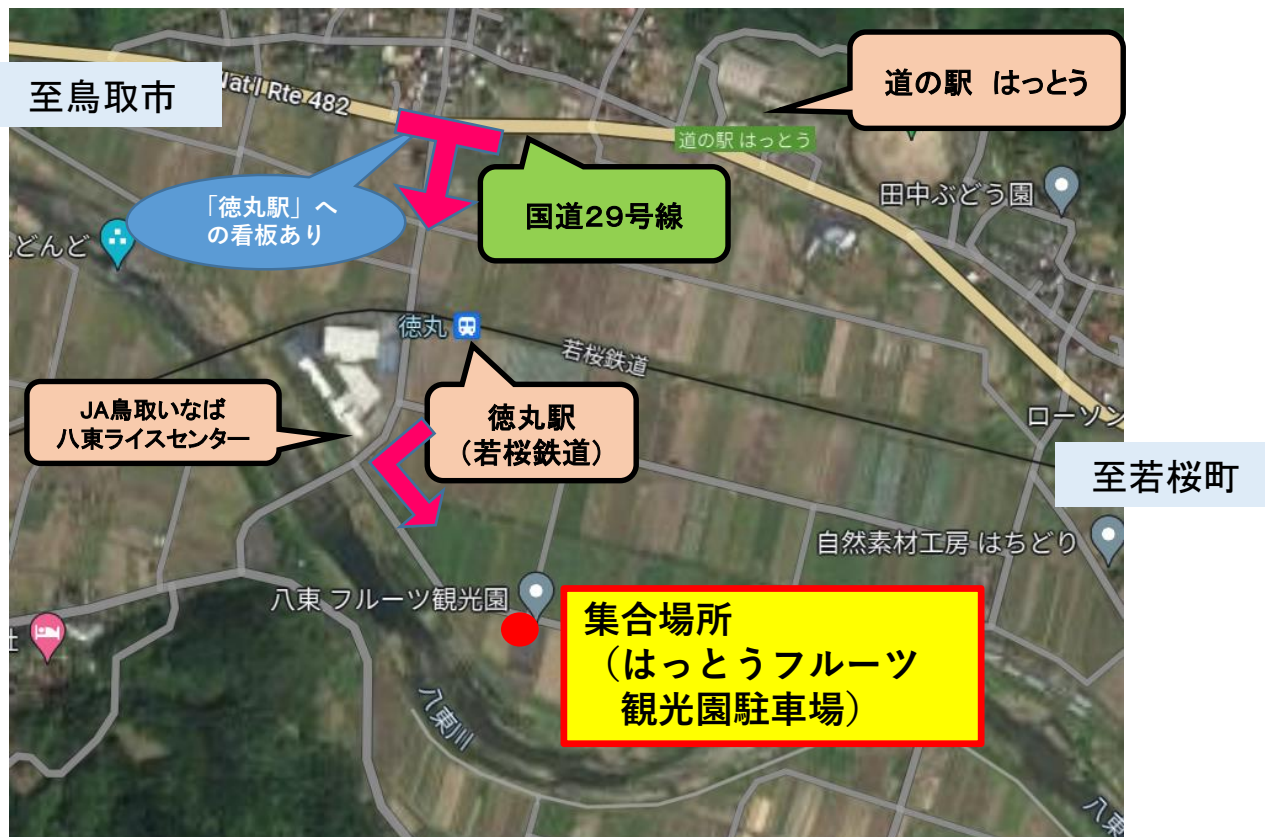 至鳥取市
Nat'l Rte 482
道の駅 はっとう
道の駅 はっとう
「徳丸駅」へ
の看板あり
国道29号線
田中ぶどう園
どんど
徳丸
若桜鉄道
JA鳥取いなば
八東ライスセンター
徳丸駅
(若桜鉄道)
ローソン
至若桜町
自然素材工房 はちどり
八東 フルーツ観光園
集合場所
(はっとうフルーツ
観光園駐車場)
八東川
八東